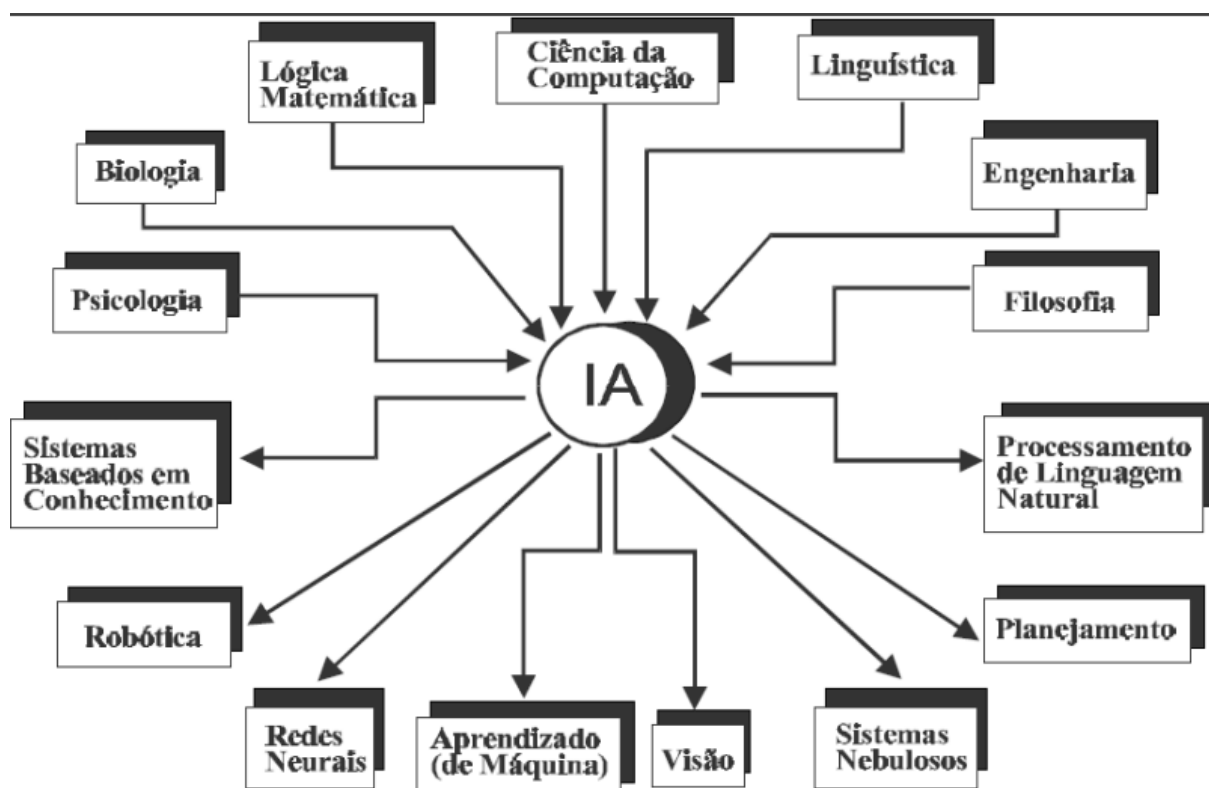 Lógica
Matemática
Ciência da
Computação
Linguística
Biologia
Engenharia
Psicologia
Filosofia
IA
Sistemas
Baseados em
Conhecimento
Processamento
de Linguagem
Natural
Robótica
Planejamento
Redes
Neurais
Aprendizado
(de Máquina)
Visão
Sistemas
Nebulosos